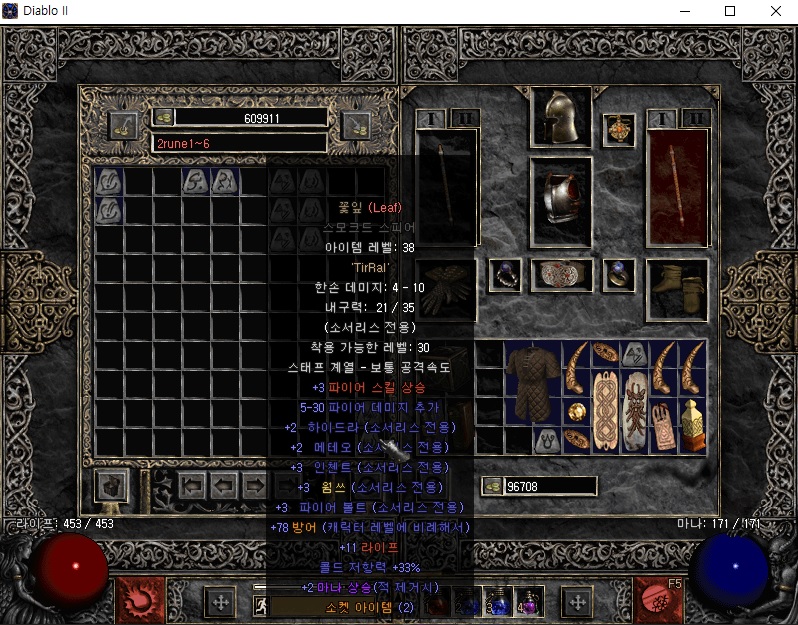 Diablo II
609911
2rune1~6
I II
I II
꽃잎 (Leaf)
스모크드 스피어
아이템 레벨: 38
'TirRal'
한손 데미지: 4 - 10
내구력: 21 / 35
(소서리스 전용)
착용 가능한 레벨: 30
스태프 계열 - 보통 공격속도
+3 파이어 스킬 상승
5-30 파이어 데미지 추가
+2 하이드라 (소서리스 전용)
+2 메테오 (소서리스 전용)
+3 인첸트 (소서리스 전용)
+3 웜쓰 (소서리스 전용)
+3 파이어 볼트 (소서리스 전용)
+78 방어 (캐릭터 레벨에 비례해서)
+11 라이프
콜드 저항력 +33%
+2 마나 상승(적 제거시)
소켓 아이템 (2)
96708
라이프: 453 / 453
마나: 171 / 171
F5